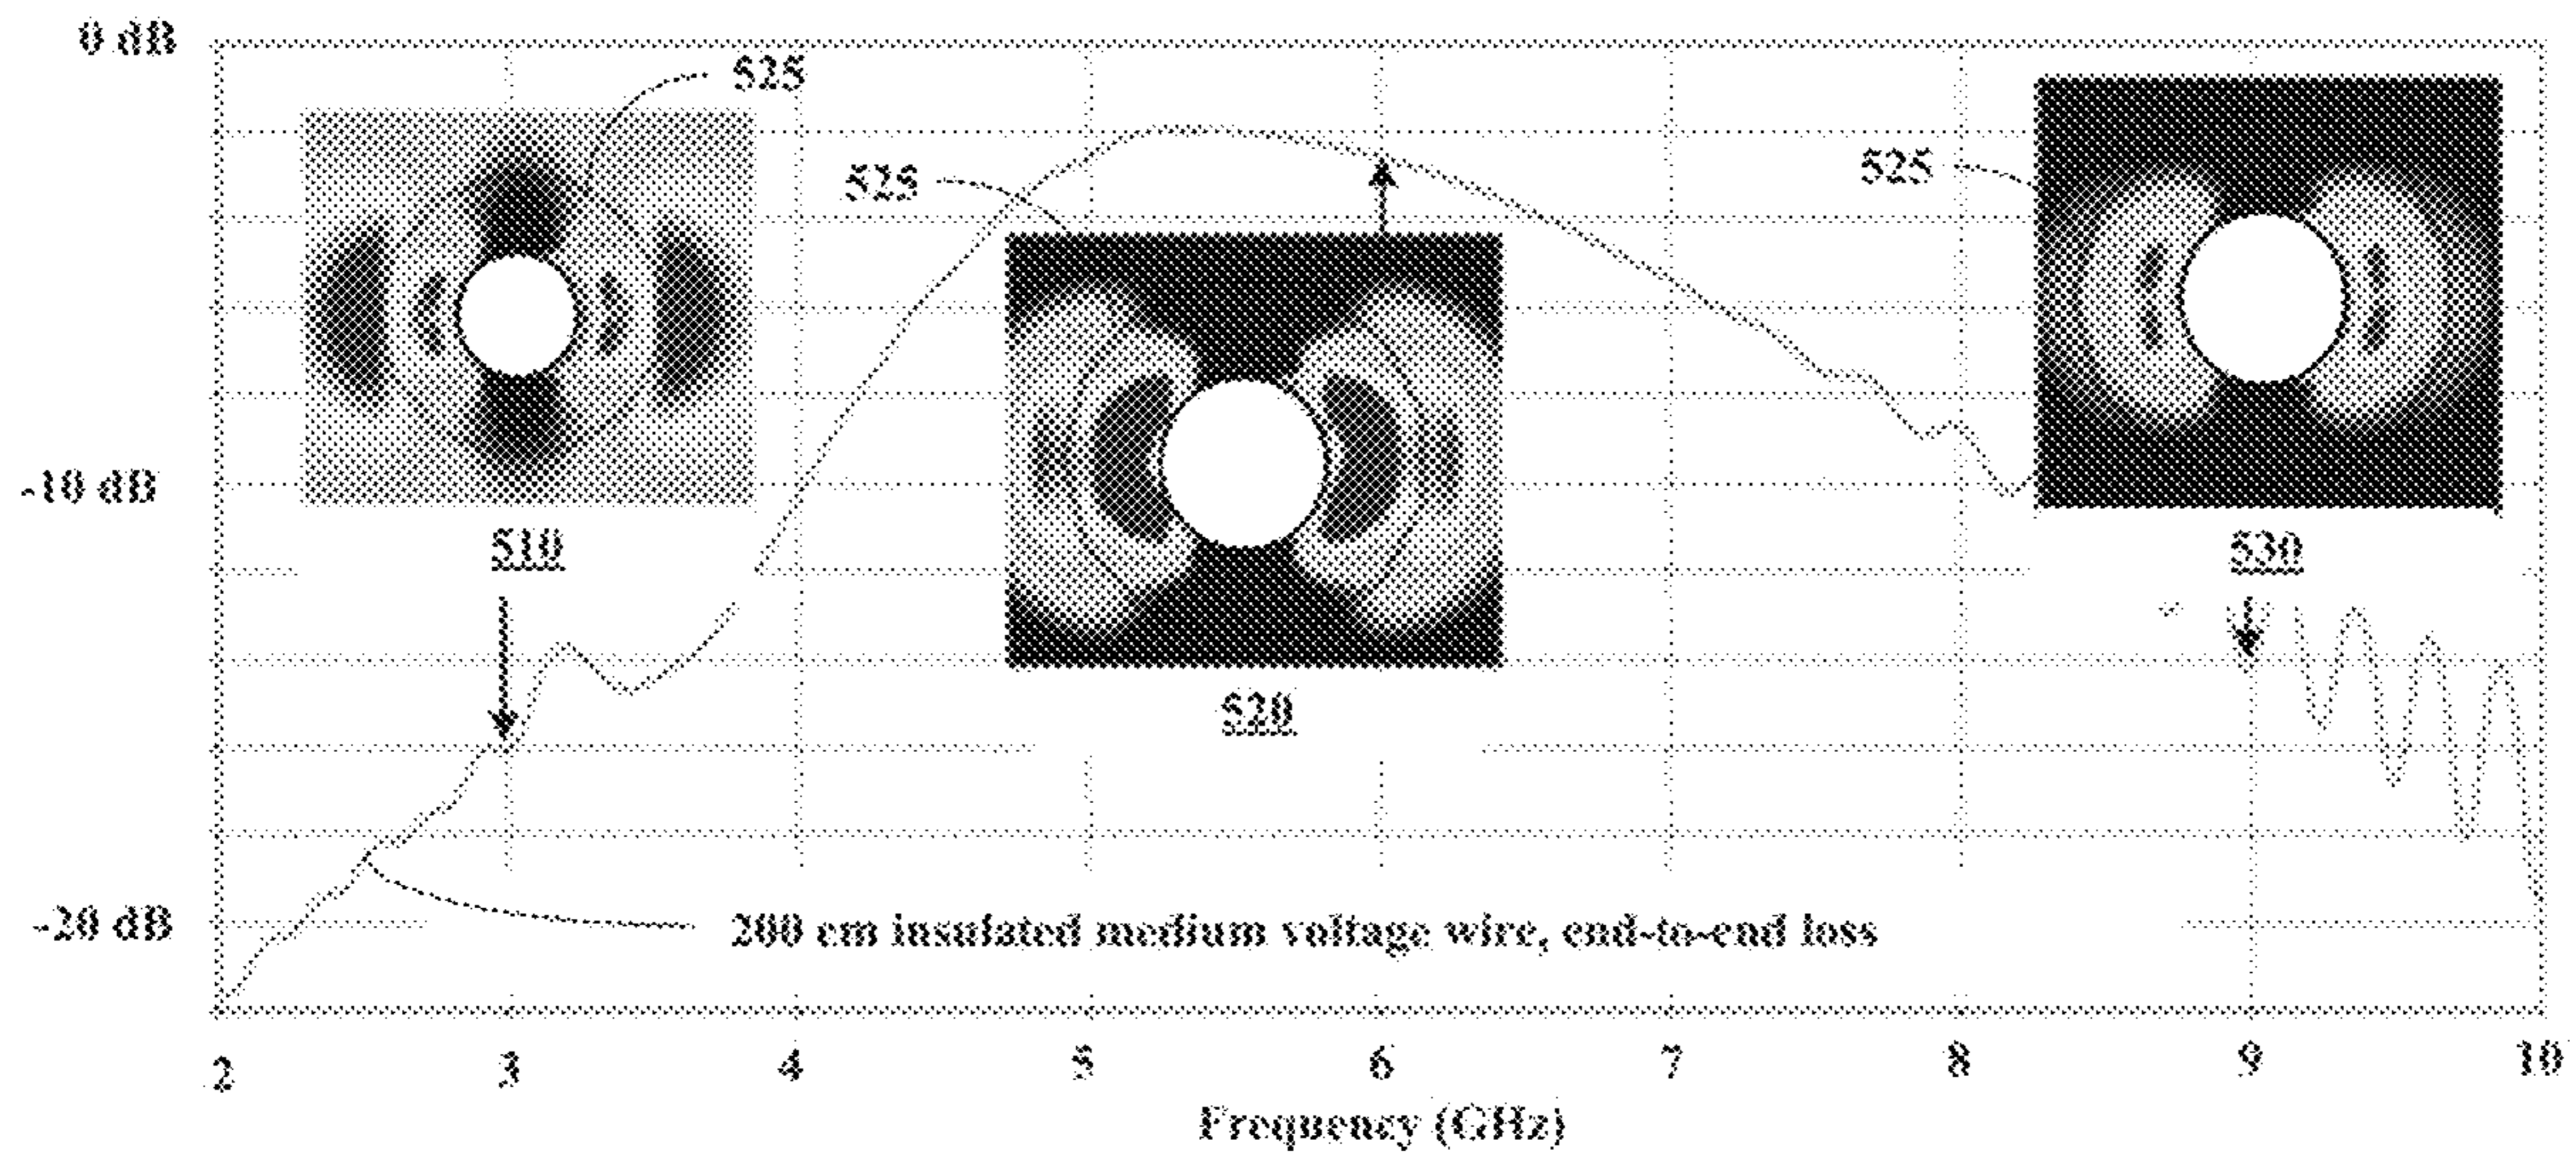 0 dB
525
525
525
-10 dB
510
530
520
-20 dB
200 cm insulated medium voltage wire, end-to-end loss
2 3 4 5 6 7 8 9 10
Frequency (GHz)